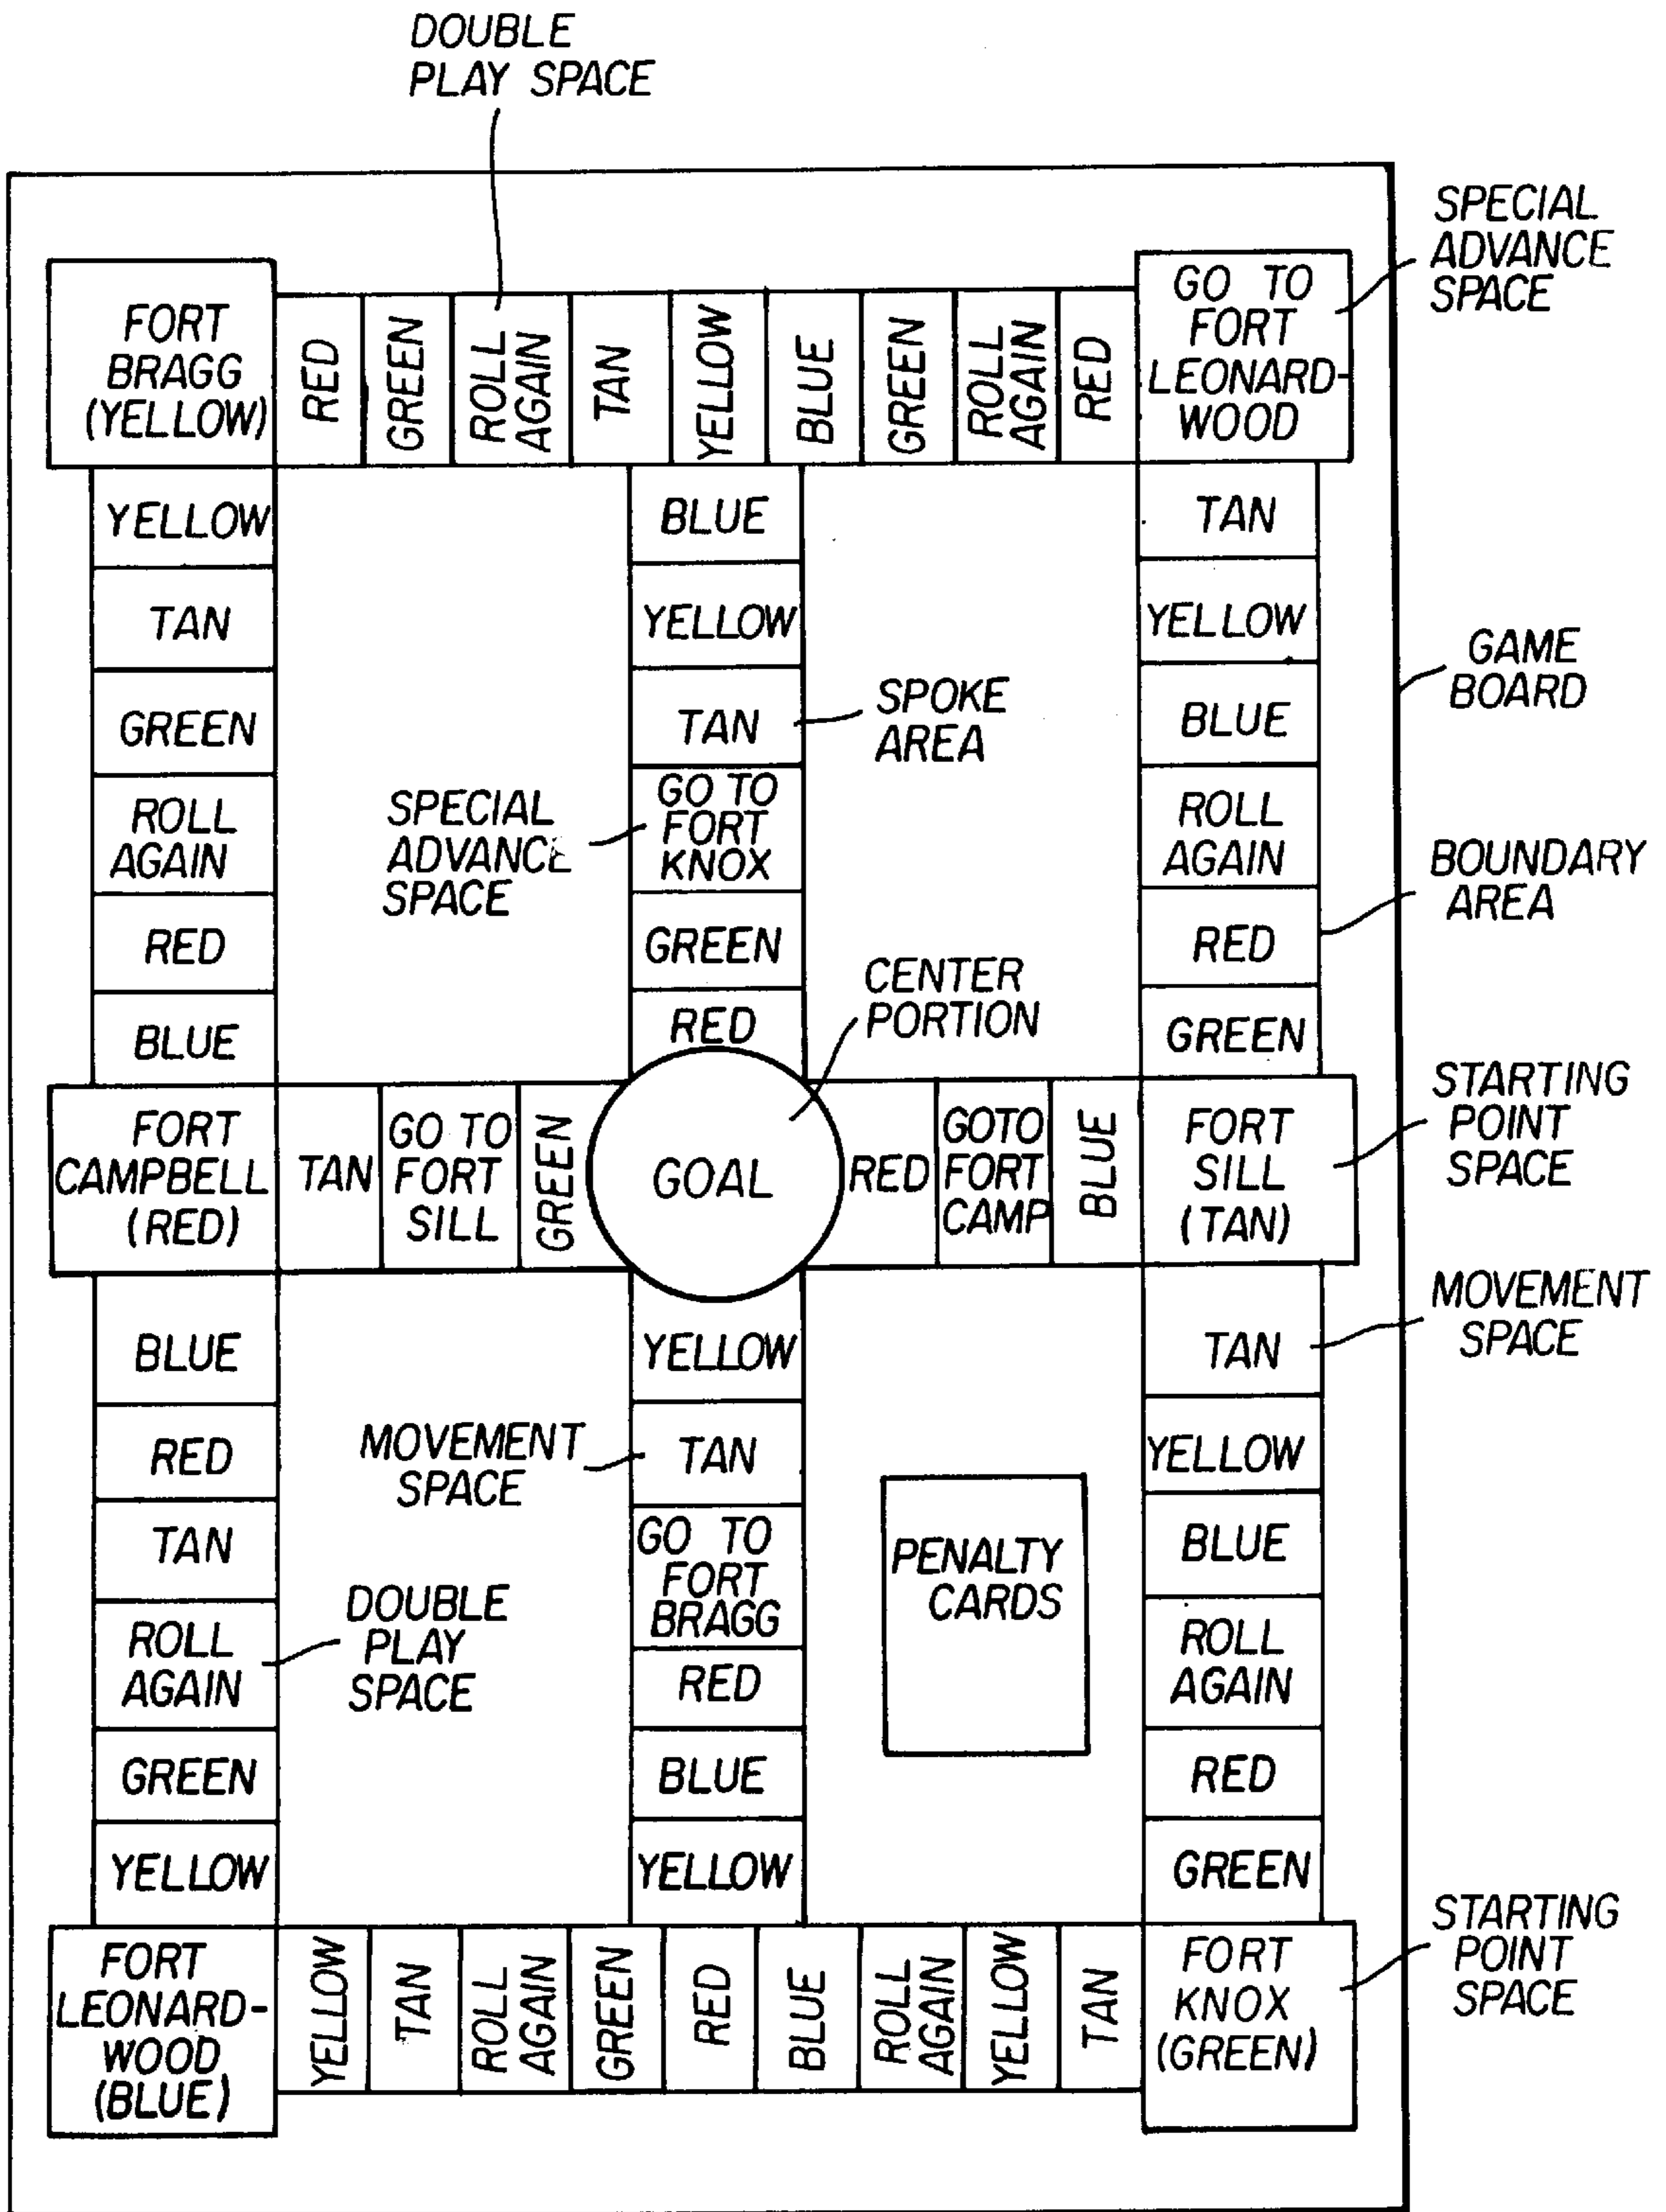 DOUBLE
PLAY SPACE
SPECIAL
ADVANCE
SPACE
FORT
BRAGG
(YELLOW)
RED
GREEN
ROLL
AGAIN
TAN
YELLOW
BLUE
GREEN
ROLL
AGAIN
RED
GO TO
FORT
LEONARD-
WOOD
YELLOW
TAN
GREEN
ROLL
AGAIN
RED
BLUE
BLUE
YELLOW
TAN
GO TO
FORT
KNOX
GREEN
RED
SPOKE
AREA
SPECIAL
ADVANCE
SPACE
CENTER
PORTION
TAN
YELLOW
BLUE
ROLL
AGAIN
RED
GREEN
GAME
BOARD
BOUNDARY
AREA
STARTING
POINT
SPACE
FORT
CAMPBELL
(RED)
TAN
GO TO
FORT
SILL
GREEN
GOAL
RED
GOTO
FORT
CAMP
BLUE
FORT
SILL
(TAN)
MOVEMENT
SPACE
BLUE
RED
TAN
ROLL
AGAIN
GREEN
YELLOW
MOVEMENT
SPACE
DOUBLE
PLAY
SPACE
YELLOW
TAN
GO TO
FORT
BRAGG
RED
BLUE
YELLOW
PENALTY
CARDS
TAN
YELLOW
BLUE
ROLL
AGAIN
RED
GREEN
STARTING
POINT
SPACE
FORT
LEONARD-
WOOD
(BLUE)
YELLOW
TAN
ROLL
AGAIN
GREEN
RED
BLUE
ROLL
AGAIN
YELLOW
TAN
FORT
KNOX
(GREEN)